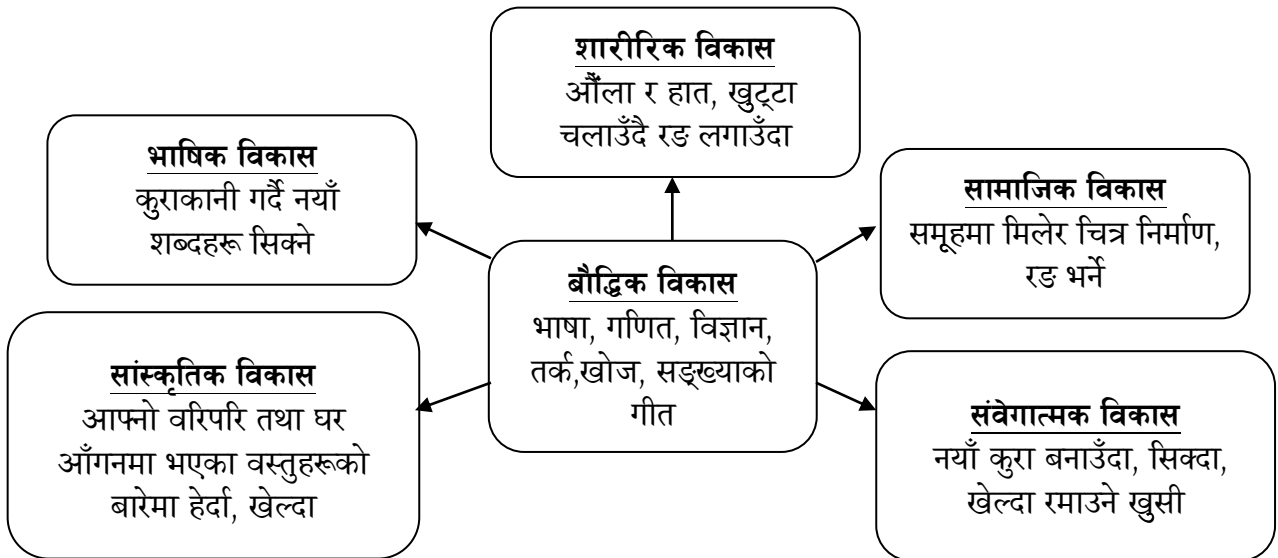 शारीरिक विकास
औँला र हात, खुट्टा
चलाउँदै रङ लगाउँदा
भाषिक विकास
कुराकानी गर्दै नयाँ
शब्दहरू सिक्ने
सामाजिक विकास
समूहमा मिलेर चित्र निर्माण,
रङ भर्ने
बौद्धिक विकास
भाषा, गणित, विज्ञान,
तर्क,खोज, सङ्ख्याको
गीत
सांस्कृतिक विकास
आफ्नो वरिपरि तथा घर
आँगनमा भएका वस्तुहरूको
बारेमा हेर्दा, खेल्दा
संवेगात्मक विकास
नयाँ कुरा बनाउँदा, सिक्दा,
खेल्दा रमाउने खुसी